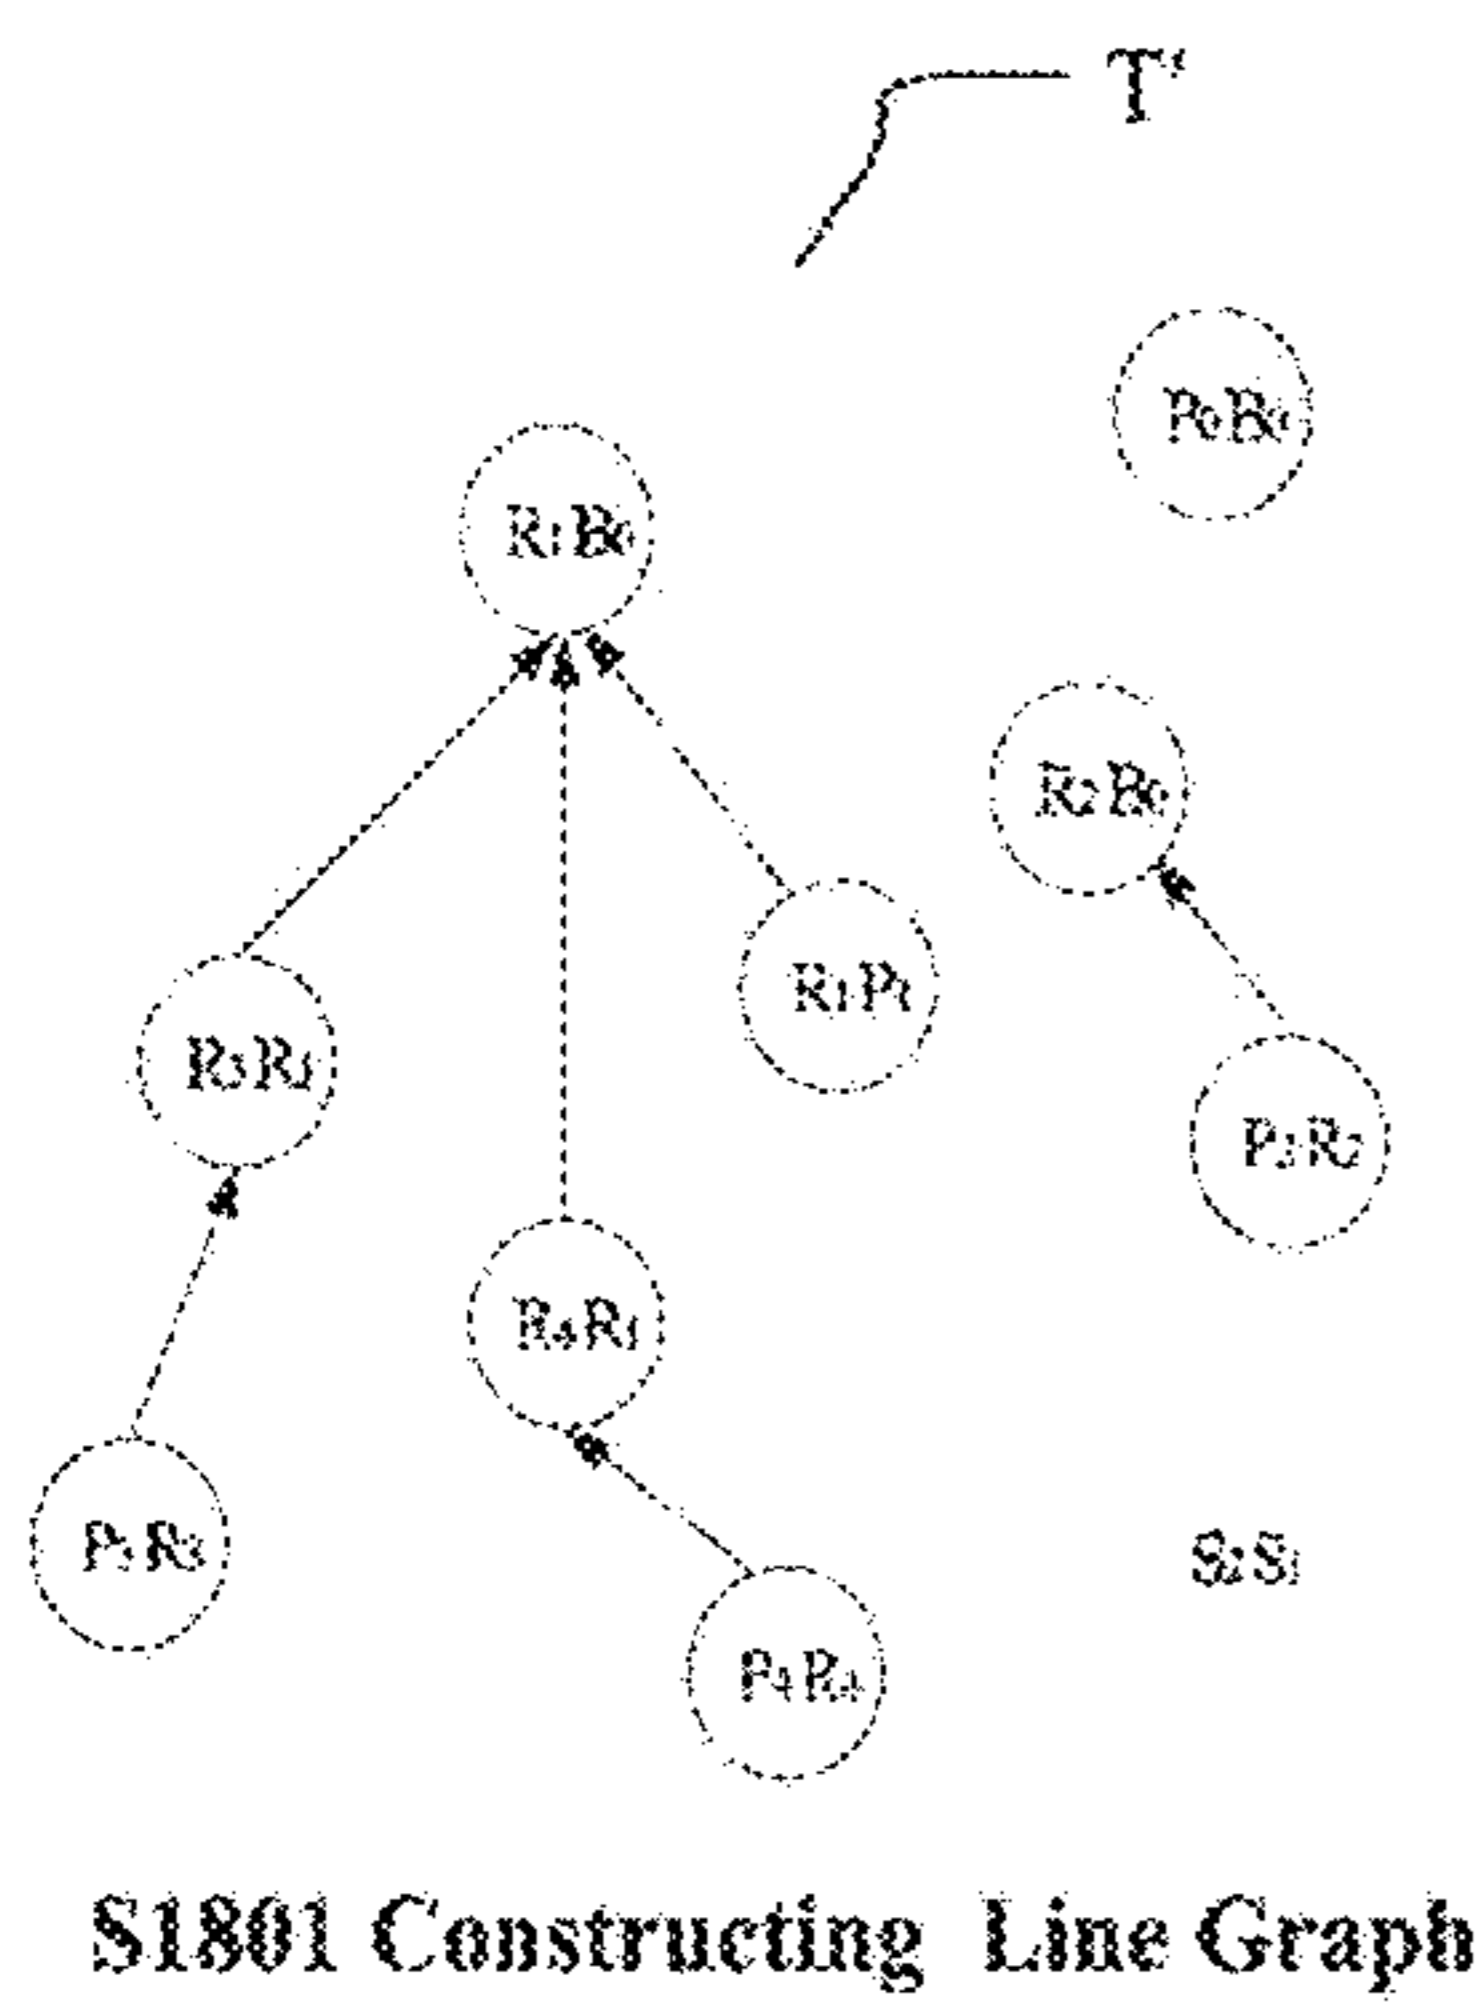 T'
P₀B₀
R₁B₀
R₂B₀
R₁P₁
R₃R₁
P₂R₂
R₄R₁
P₃R₃
S₂S₁
P₄R₄
S1801 Constructing Line Graph